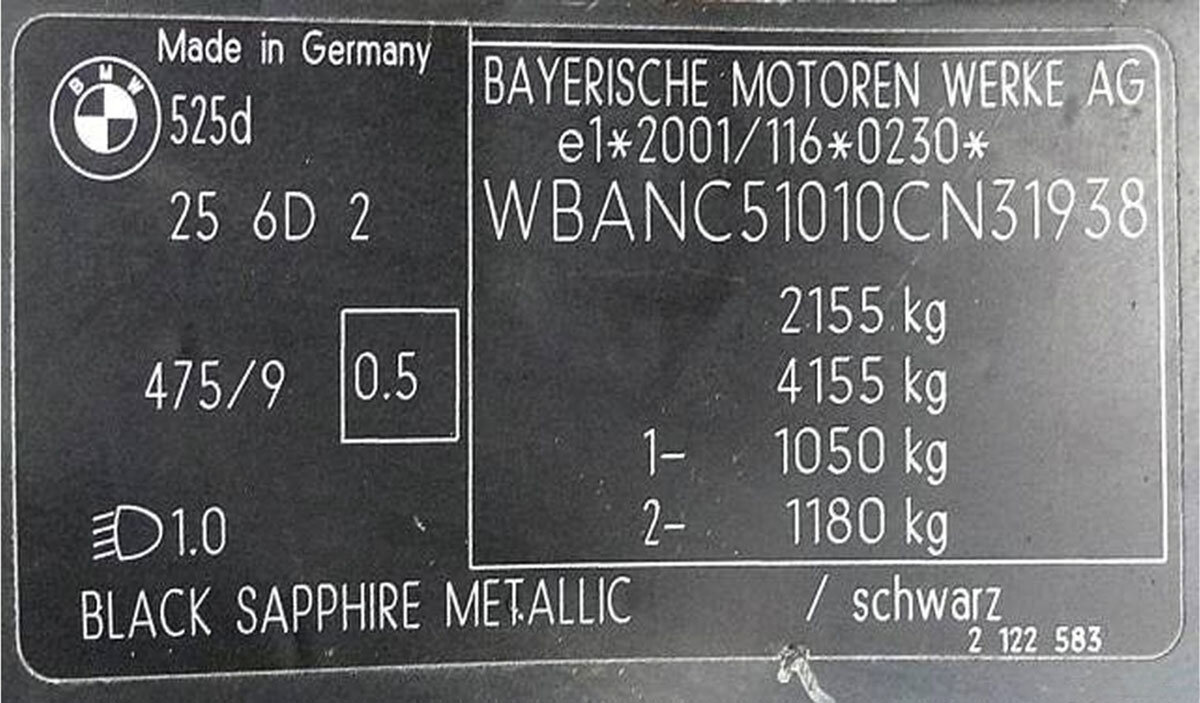 Made in Germany
BMW
525d
25 6D 2
475/9
0.5
1.0
BAYERISCHE MOTOREN WERKE AG
e1*2001/116*0230*
WBANC51010CN31938
2155 kg
4155 kg
1- 1050 kg
2- 1180 kg
BLACK SAPPHIRE METALLIC / schwarz
2 122 583